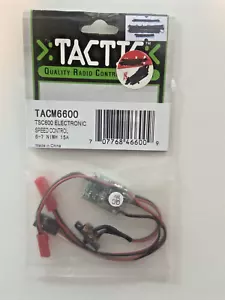 TACTIC
QUALITY RADIO CONTR
TACM6600
TSC600 ELECTRONIC
SPEED CONTROL
6-7 NIMH 15A
Made in China
7 07768 46600 9